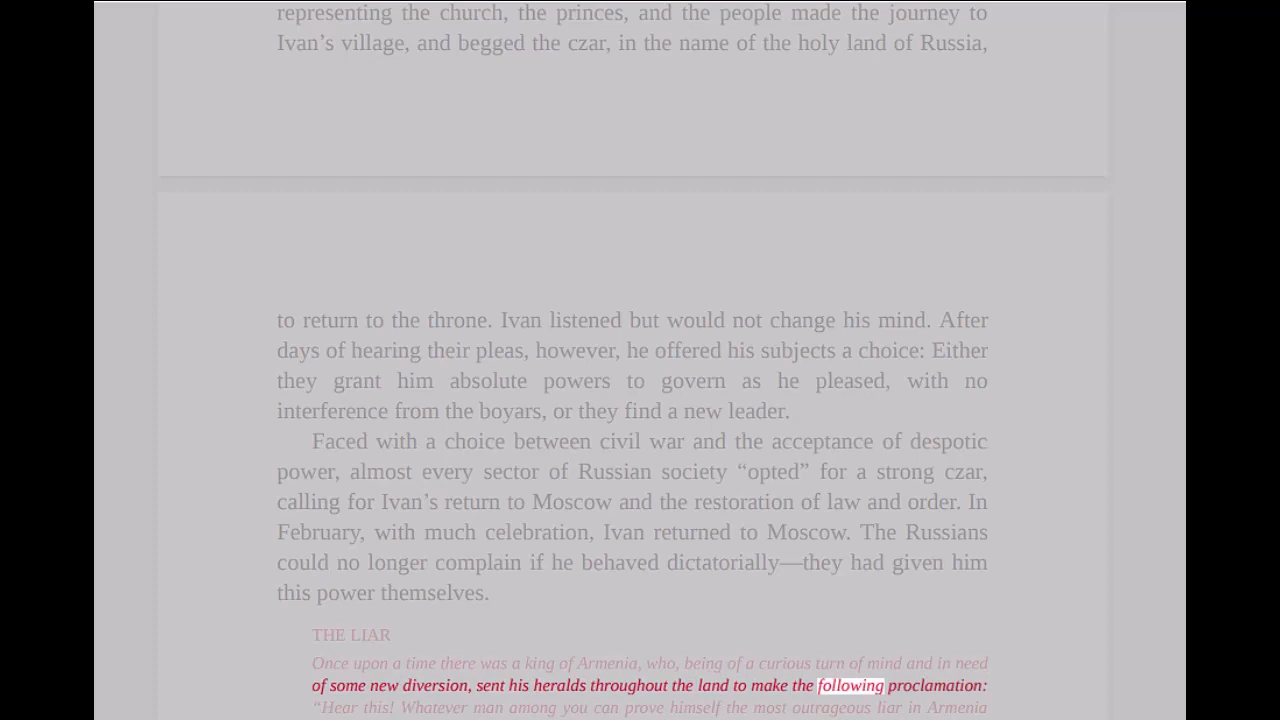 representing the church, the princes, and the people made the journey to
Ivan’s village, and begged the czar, in the name of the holy land of Russia,
to return to the throne. Ivan listened but would not change his mind. After
days of hearing their pleas, however, he offered his subjects a choice: Either
they grant him absolute powers to govern as he pleased, with no
interference from the boyars, or they find a new leader.
Faced with a choice between civil war and the acceptance of despotic
power, almost every sector of Russian society “opted” for a strong czar,
calling for Ivan’s return to Moscow and the restoration of law and order. In
February, with much celebration, Ivan returned to Moscow. The Russians
could no longer complain if he behaved dictatorially—they had given him
this power themselves.
THE LIAR
Once upon a time there was a king of Armenia, who, being of a curious turn of mind and in need
of some new diversion, sent his heralds throughout the land to make the following proclamation:
“Hear this! Whatever man among you can prove himself the most outrageous liar in Armenia